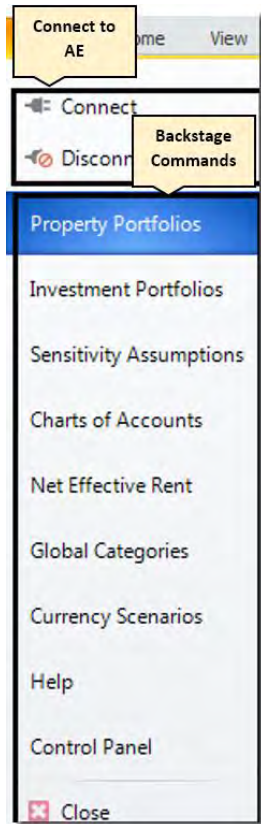 Connect to
AE
ome
View
Connect
Disconn
Backstage
Commands
Property Portfolios
Investment Portfolios
Sensitivity Assumptions
Charts of Accounts
Net Effective Rent
Global Categories
Currency Scenarios
Help
Control Panel
Close